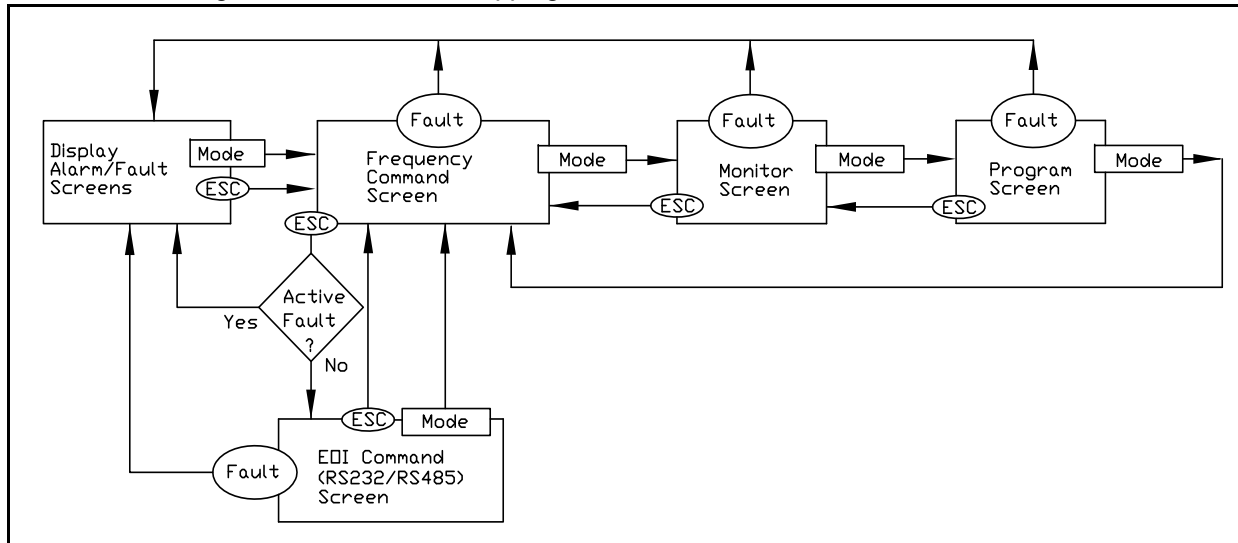 Fault
Fault
Fault
Display
Alarm/Fault
Screens
Mode
ESC
Frequency
Command
Screen
Mode
ESC
Monitor
Screen
Mode
ESC
Program
Screen
Mode
ESC
Active
Fault
?
Yes
No
ESC
Mode
Fault
EOI Command
(RS232/RS485)
Screen